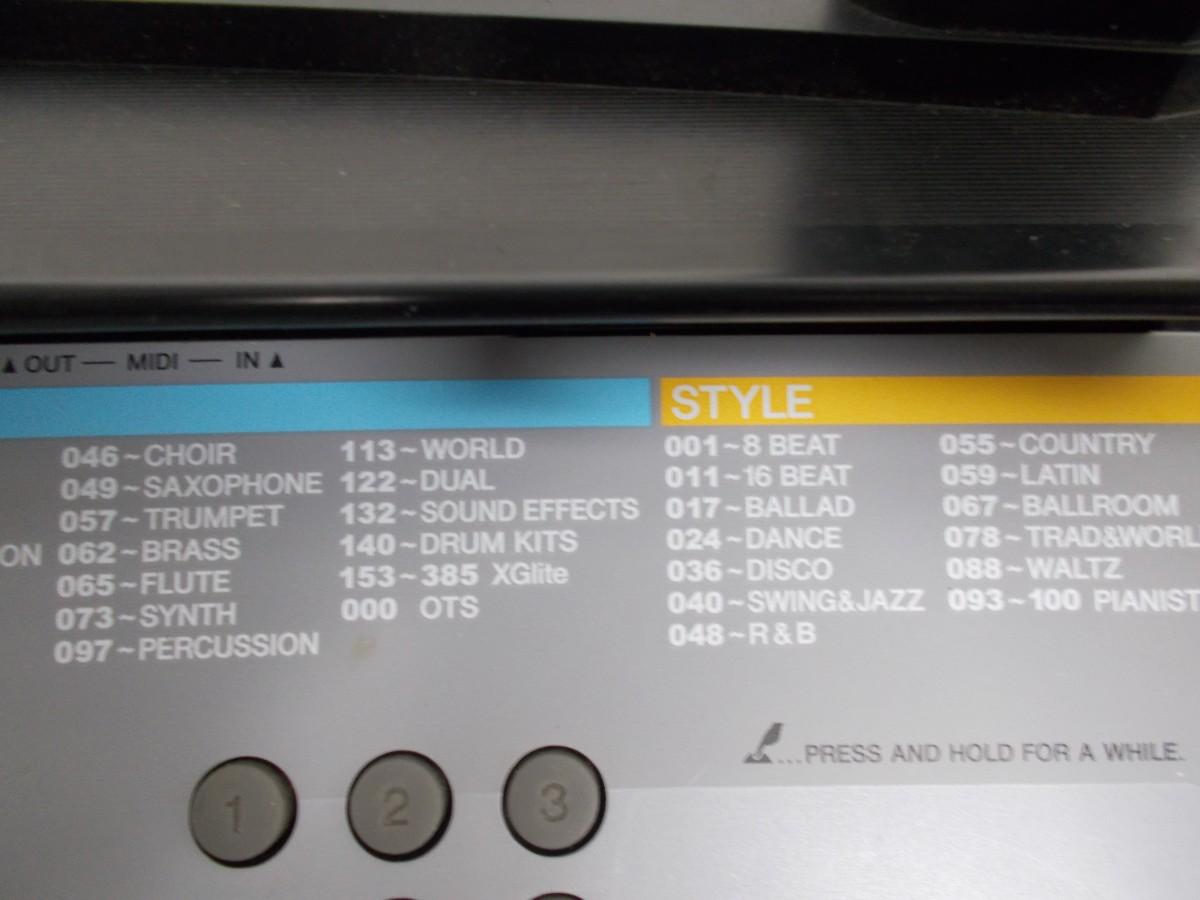 ▲ OUT — MIDI — IN ▲
STYLE
046~CHOIR
049~SAXOPHONE
057~TRUMPET
ON 062~BRASS
065~FLUTE
073~SYNTH
097~PERCUSSION
113~WORLD
122~DUAL
132~SOUND EFFECTS
140~DRUM KITS
153~385 XGlite
000 OTS
001~8 BEAT
011~16 BEAT
017~BALLAD
024~DANCE
036~DISCO
040~SWING&JAZZ
048~R&B
055~COUNTRY
059~LATIN
067~BALLROOM
078~TRAD&WORL
088~WALTZ
093~100 PIANIST
...PRESS AND HOLD FOR A WHILE.
1 2 3